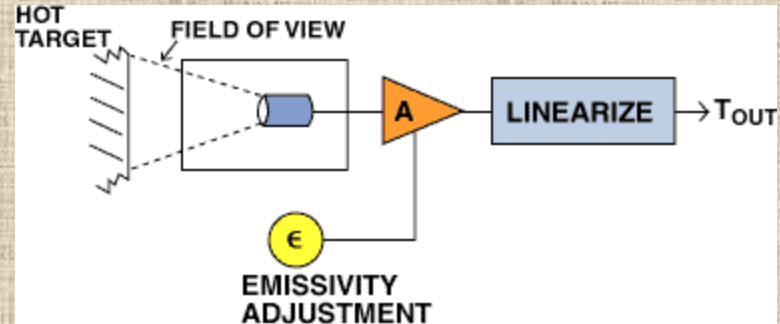 HOT
TARGET
FIELD OF VIEW
A
LINEARIZE
TOUT
ϵ
EMISSIVITY
ADJUSTMENT